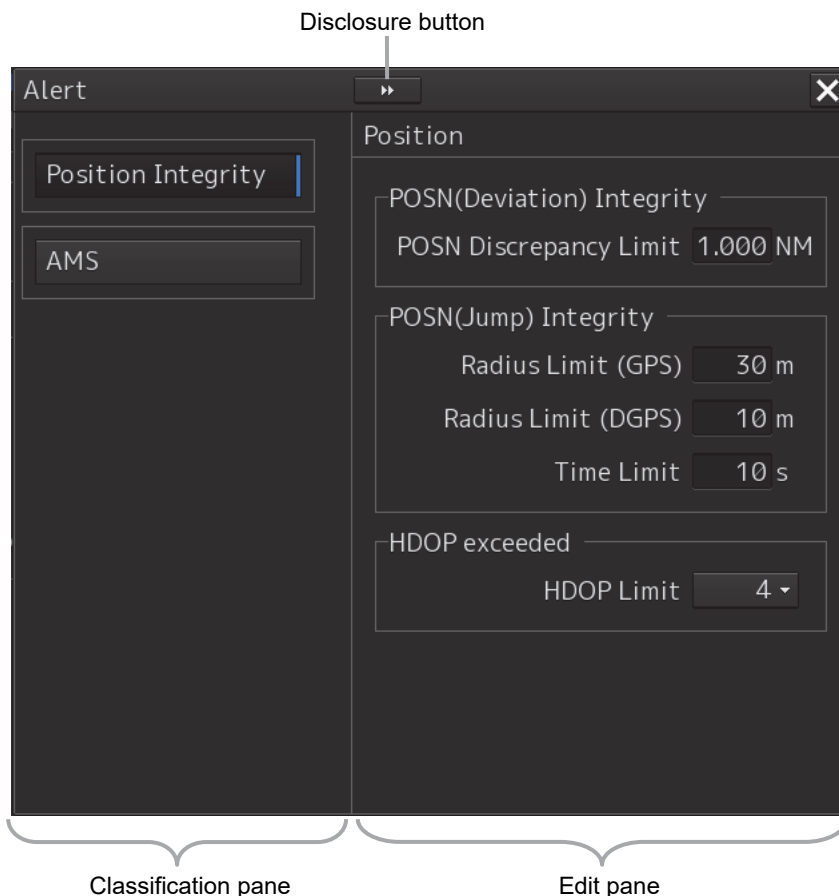 Disclosure button
Alert
Position Integrity
AMS
Position
POSN(Deviation) Integrity
POSN Discrepancy Limit 1.000 NM
POSN(Jump) Integrity
Radius Limit (GPS) 30 m
Radius Limit (DGPS) 10 m
Time Limit 10 s
HDOP exceeded
HDOP Limit 4
Classification pane
Edit pane